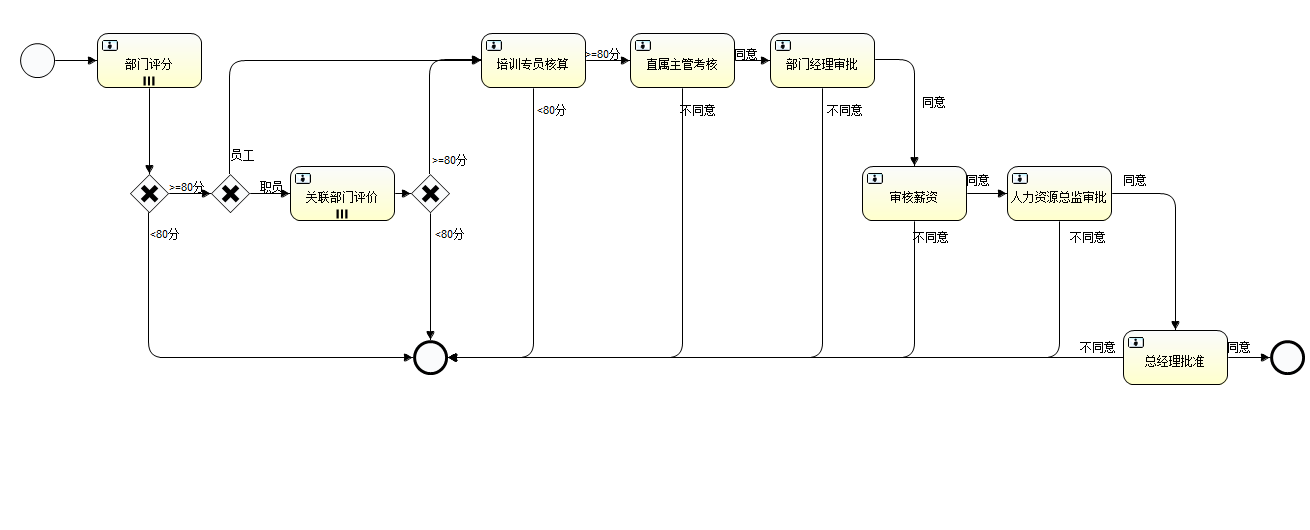 部门评分
培训专员核算
>=80分
直属主管考核
同意
部门经理审批
<80分
不同意
不同意
同意
员工
>=80分
>=80分
职员
关联部门评价
<80分
<80分
审核薪资
同意
人力资源总监审批
同意
不同意
不同意
不同意
总经理批准
同意